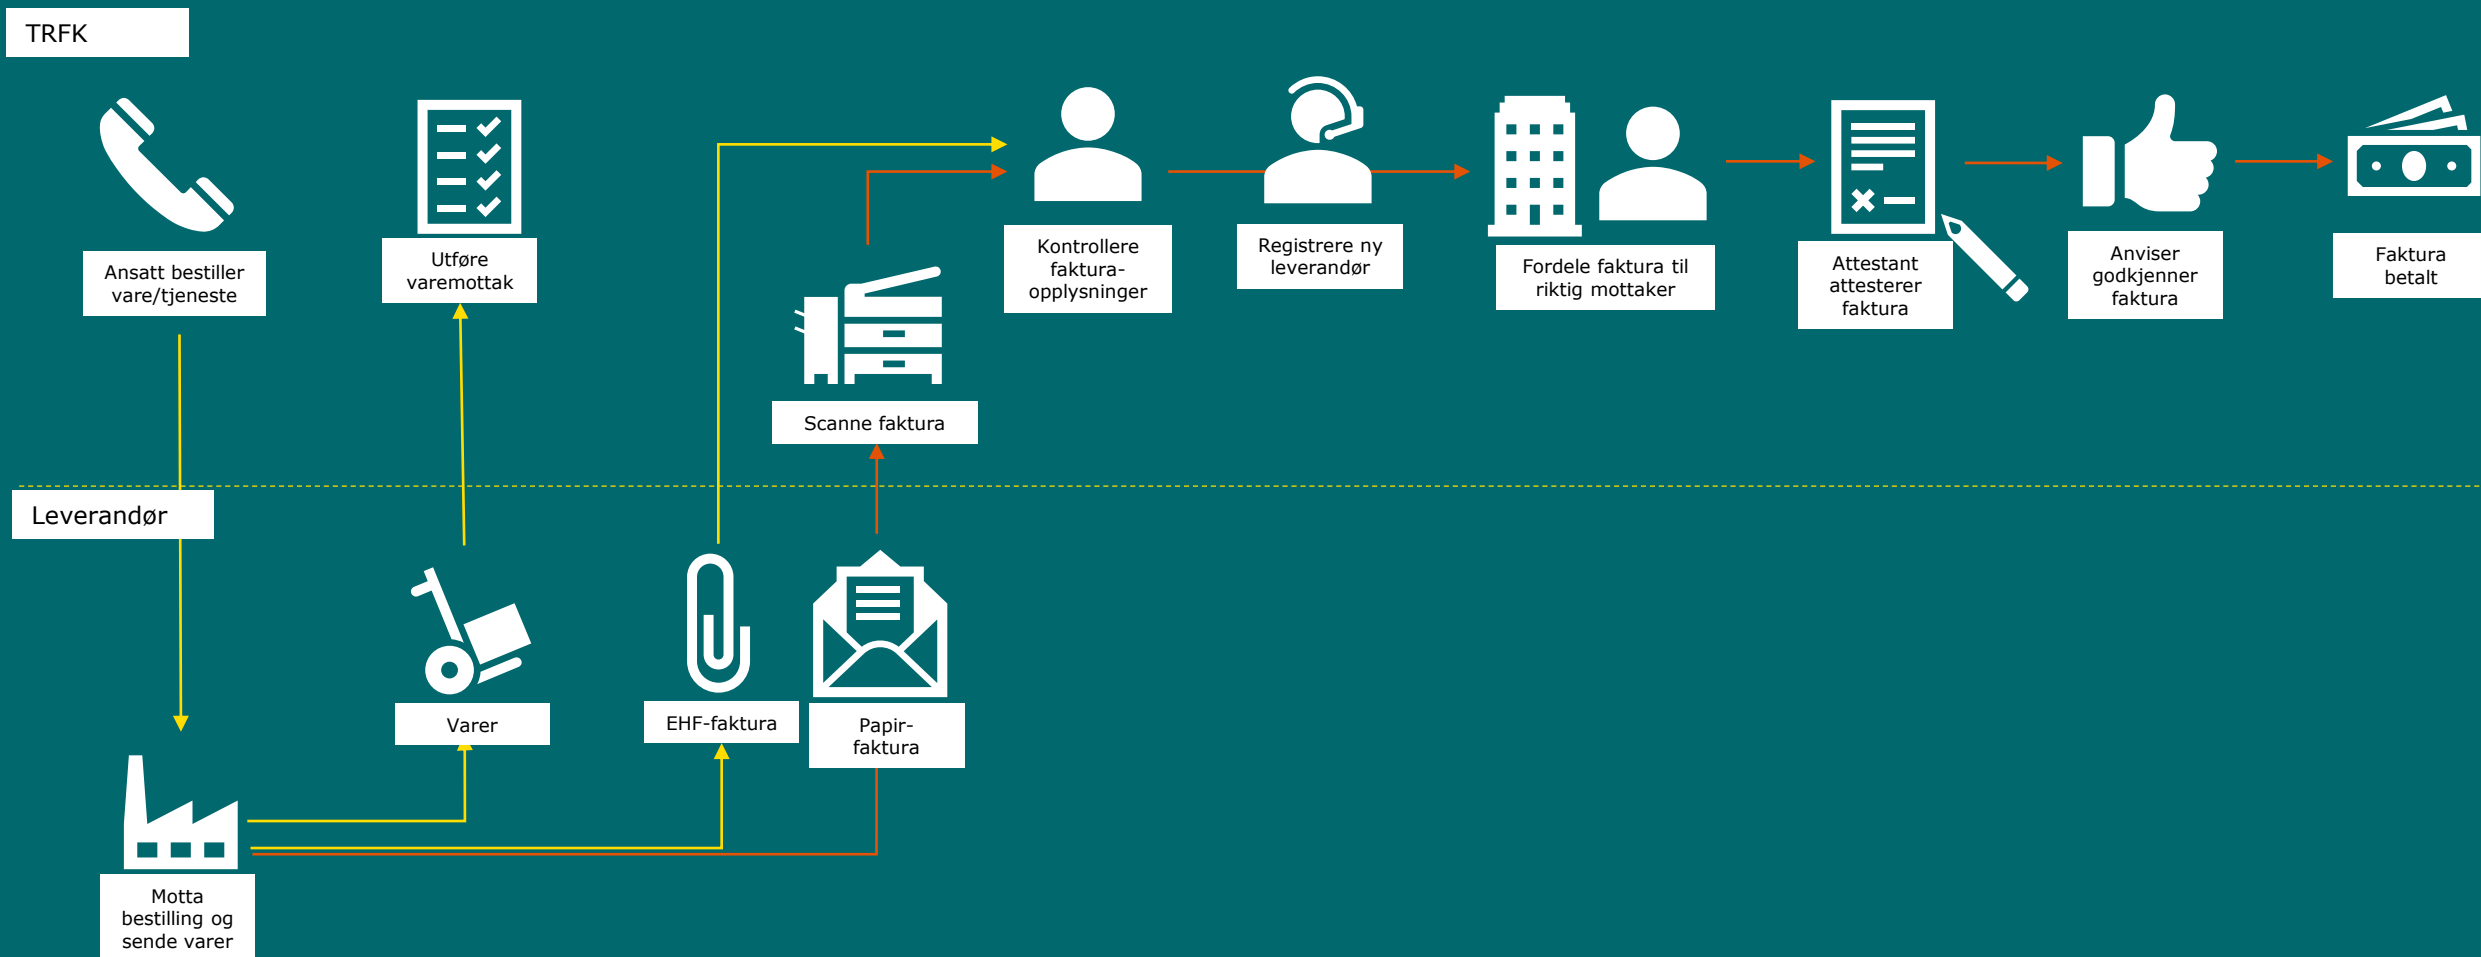 TRFK
Ansatt bestiller
vare/tjeneste
Utføre
varemottak
Scanne faktura
Kontrollere
faktura-
opplysninger
Registrere ny
leverandør
Fordele faktura til
riktig mottaker
Attestant
attesterer
faktura
Anviser
godkjenner
faktura
Faktura
betalt
Leverandør
Varer
EHF-faktura
Papir-
faktura
Motta
bestilling og
sende varer